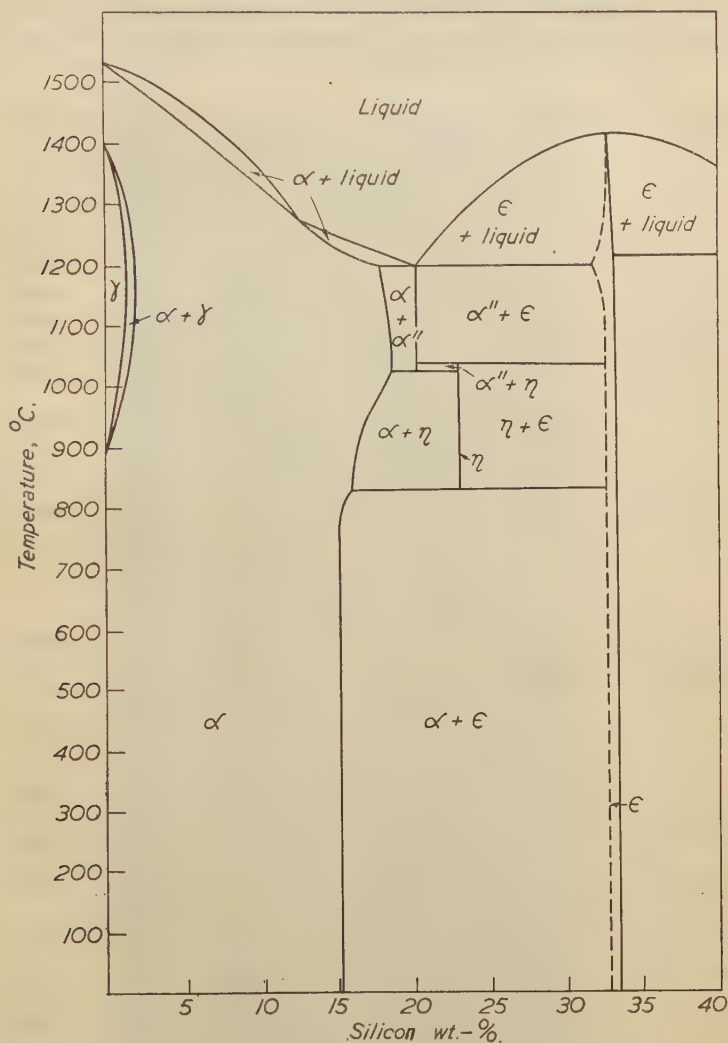 1500
Liquid
1400
α + liquid
ϵ
+ liquid
ϵ
+ liquid
1300
1200
γ
α + γ
α
+
α″
α″ + ϵ
1100
1000
α″ + η
α + η
η + ϵ
900
η
800
Temperature, °C.
700
600
500
α
α + ϵ
400
300
ϵ
200
100
5 10 15 20 25 30 35 40
Silicon wt.-%.